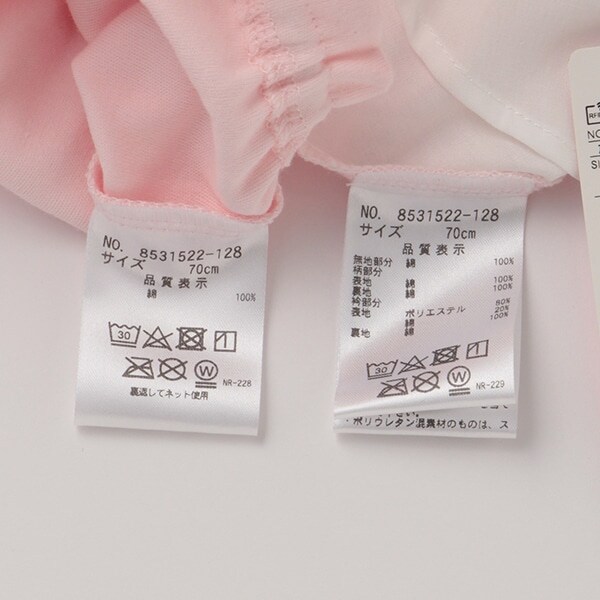 NO. 8531522-128
サイズ 70cm
品質表示
綿 100%
30
W
NR-228
裏返してネット使用
NO. 8531522-128
サイズ 70cm
品質表示
無地部分 綿 100%
柄部分
表地 綿 100%
裏地 綿 100%
衿部分
表地 ポリエステル 80%
綿 20%
裏地 綿 100%
30
W
NR-229
・ポリウレタン混素材のものは、ス
NO